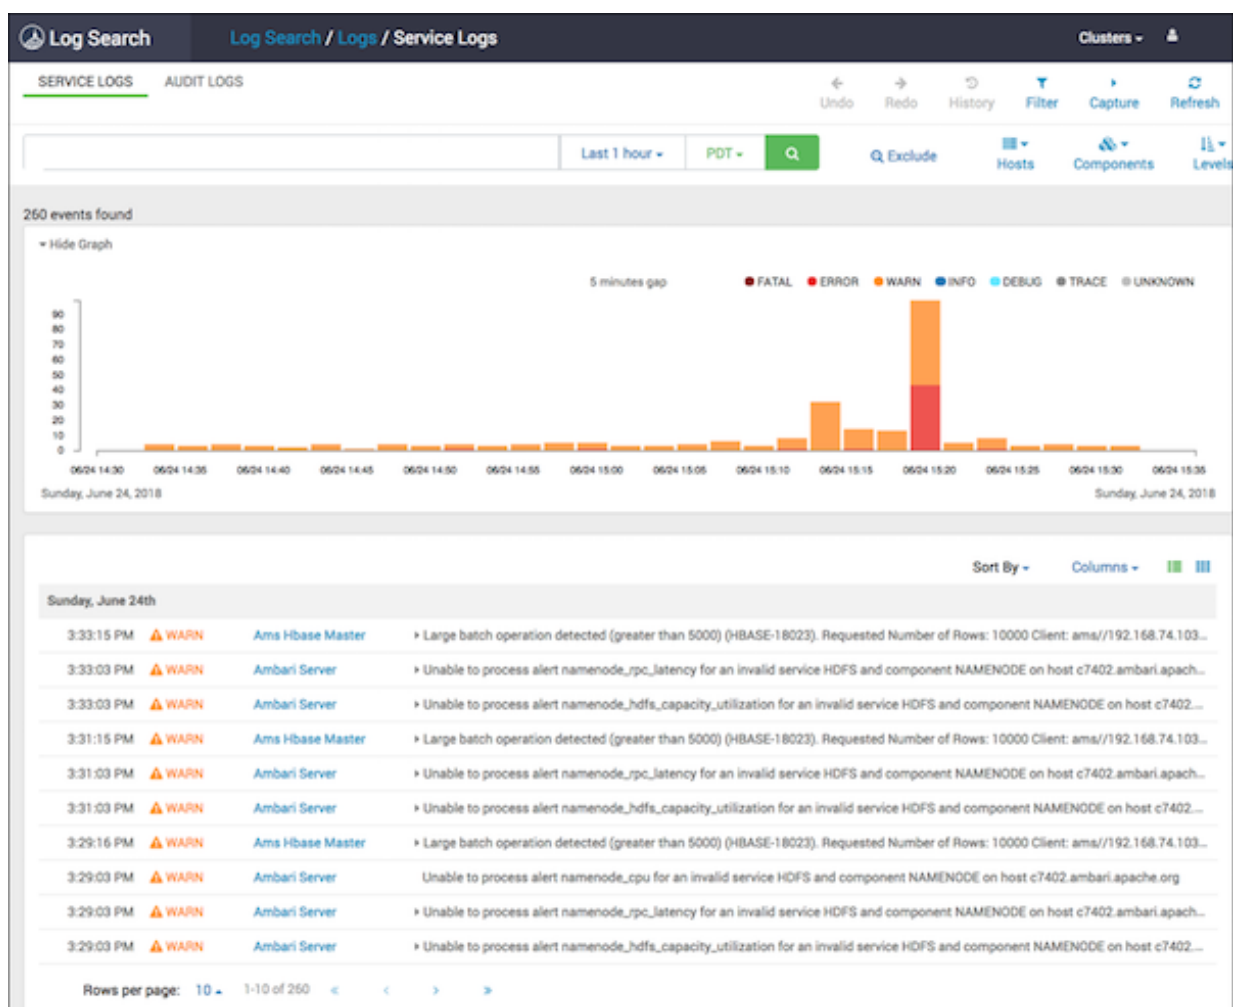 Log Search Log Search / Logs / Service Logs Clusters
SERVICE LOGS AUDIT LOGS
Undo Redo History Filter Capture Refresh
Last 1 hour PDT Exclude Hosts Components Levels
260 events found
Hide Graph
5 minutes gap FATAL ERROR WARN INFO DEBUG TRACE UNKNOWN
90
80
70
60
50
40
30
20
10
0
06/24 14:30 06/24 14:35 06/24 14:40 06/24 14:45 06/24 14:50 06/24 14:55 06/24 15:00 06/24 15:05 06/24 15:10 06/24 15:15 06/24 15:20 06/24 15:25 06/24 15:30 06/24 15:35
Sunday, June 24, 2018 Sunday, June 24, 2018
Sort By Columns
Sunday, June 24th
3:33:15 PM WARN Ams Hbase Master Large batch operation detected (greater than 5000) (HBASE-18023). Requested Number of Rows: 10000 Client: ams//192.168.74.103...
3:33:03 PM WARN Ambari Server Unable to process alert namenode_rpc_latency for an invalid service HDFS and component NAMENODE on host c7402.ambari.apach...
3:33:03 PM WARN Ambari Server Unable to process alert namenode_hdfs_capacity_utilization for an invalid service HDFS and component NAMENODE on host c7402....
3:31:15 PM WARN Ams Hbase Master Large batch operation detected (greater than 5000) (HBASE-18023). Requested Number of Rows: 10000 Client: ams//192.168.74.103...
3:31:03 PM WARN Ambari Server Unable to process alert namenode_rpc_latency for an invalid service HDFS and component NAMENODE on host c7402.ambari.apach...
3:31:03 PM WARN Ambari Server Unable to process alert namenode_hdfs_capacity_utilization for an invalid service HDFS and component NAMENODE on host c7402....
3:29:16 PM WARN Ams Hbase Master Large batch operation detected (greater than 5000) (HBASE-18023). Requested Number of Rows: 10000 Client: ams//192.168.74.103...
3:29:03 PM WARN Ambari Server Unable to process alert namenode_cpu for an invalid service HDFS and component NAMENODE on host c7402.ambari.apache.org
3:29:03 PM WARN Ambari Server Unable to process alert namenode_rpc_latency for an invalid service HDFS and component NAMENODE on host c7402.ambari.apach...
3:29:03 PM WARN Ambari Server Unable to process alert namenode_hdfs_capacity_utilization for an invalid service HDFS and component NAMENODE on host c7402....
Rows per page: 10 1-10 of 260 « < > »